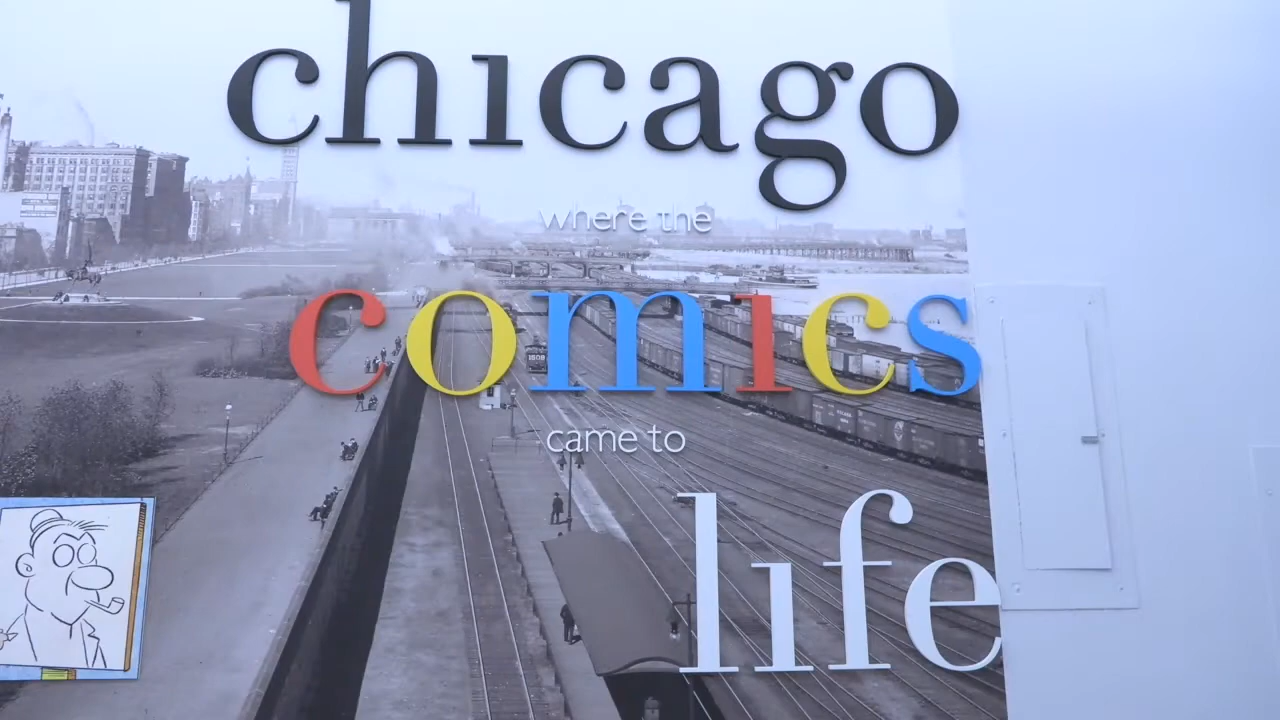 chicago
where the
comics
came to
life